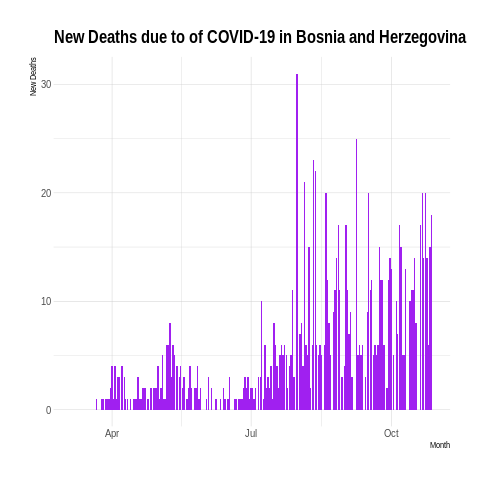 New Deaths due to of COVID-19 in Bosnia and Herzegovina
New Deaths
30
20
10
0
Apr
Jul
Oct
Month